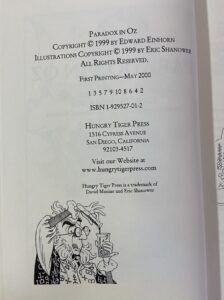 PARADOX IN OZ
COPYRIGHT © 1999 BY EDWARD EINHORN
ILLUSTRATIONS COPYRIGHT © 1999 BY ERIC SHANOWER
ALL RIGHTS RESERVED.
FIRST PRINTING—MAY 2000
1 3 5 7 9 10 8 6 4 2
ISBN 1-929527-01-2
HUNGRY TIGER PRESS
1516 CYPRESS AVENUE
SAN DIEGO, CALIFORNIA
92103-4517
Visit our Website at
www.hungrytigerpress.com
Hungry Tiger Press is a trademark of
David Maxine and Eric Shanower.